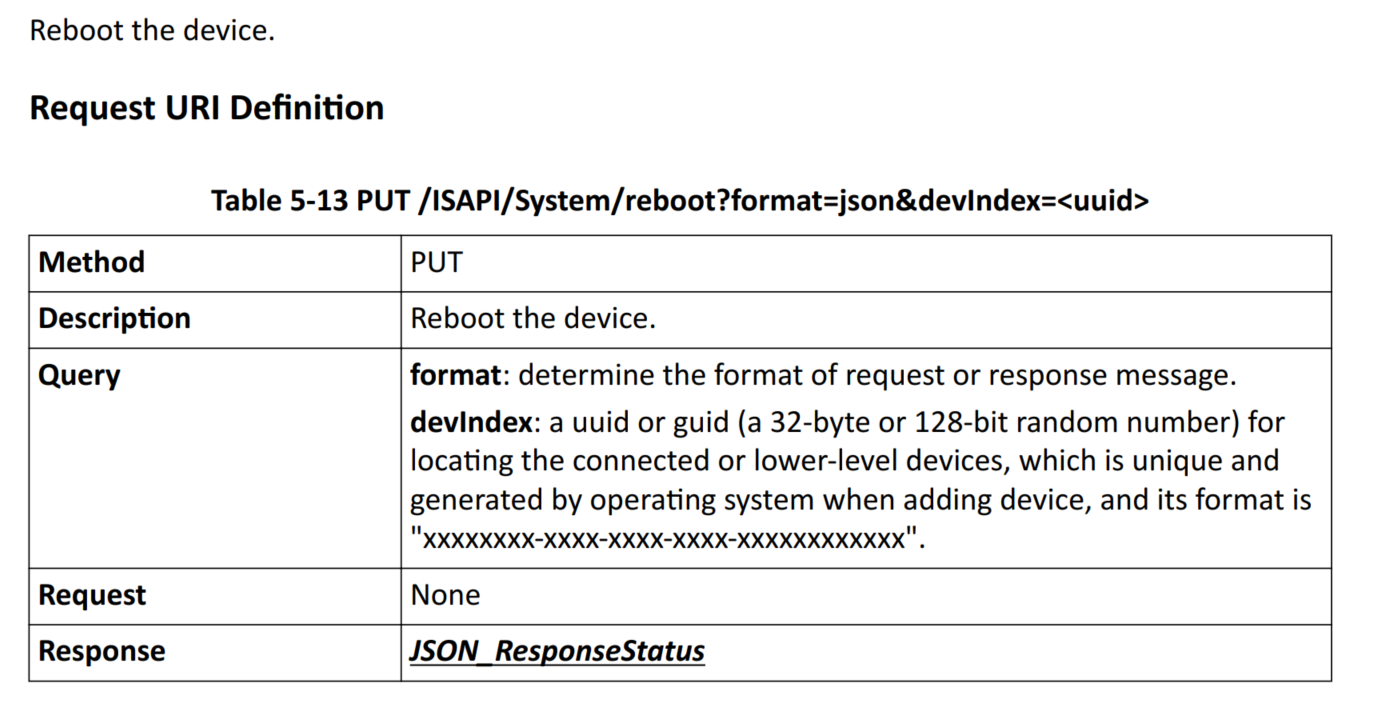 Reboot the device.
Request URI Definition
Table 5-13 PUT /ISAPI/System/reboot?format=json&devIndex=<uuid>
Method PUT
Description Reboot the device.
Query format: determine the format of request or response message.
devIndex: a uuid or guid (a 32-byte or 128-bit random number) for
locating the connected or lower-level devices, which is unique and
generated by operating system when adding device, and its format is
"xxxxxxxx-xxxx-xxxx-xxxx-xxxxxxxxxxxx".
Request None
Response JSON_ResponseStatus